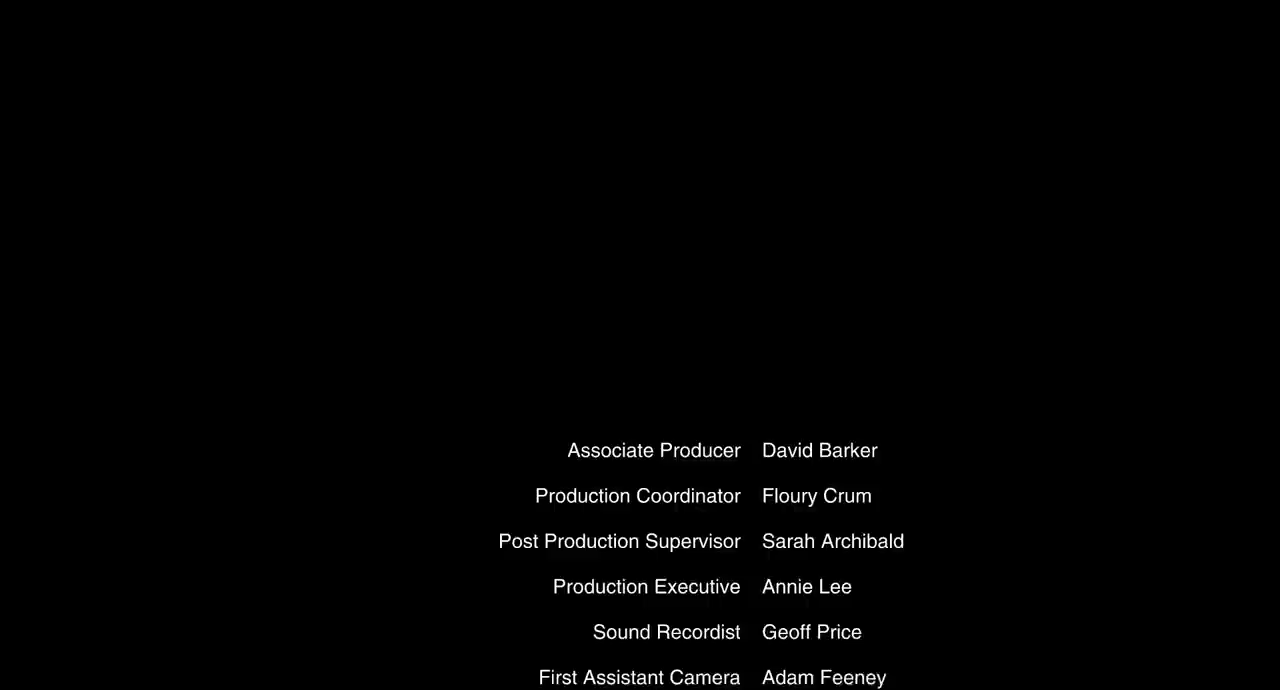 Associate Producer David Barker
Production Coordinator Floury Crum
Post Production Supervisor Sarah Archibald
Production Executive Annie Lee
Sound Recordist Geoff Price
First Assistant Camera Adam Feeney